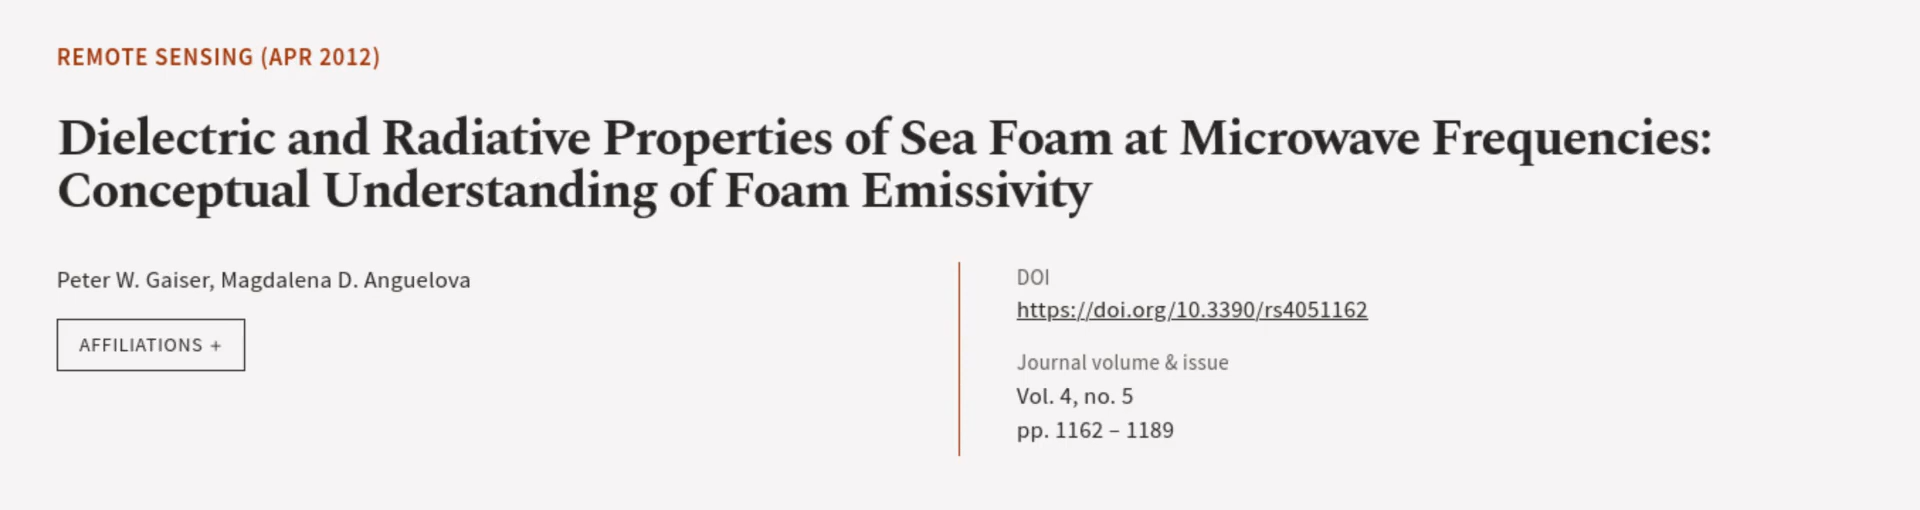 REMOTE SENSING (APR 2012)
Dielectric and Radiative Properties of Sea Foam at Microwave Frequencies:
Conceptual Understanding of Foam Emissivity
Peter W. Gaiser, Magdalena D. Anguelova
AFFILIATIONS +
DOI
https://doi.org/10.3390/rs4051162
Journal volume & issue
Vol. 4, no. 5
pp. 1162 – 1189